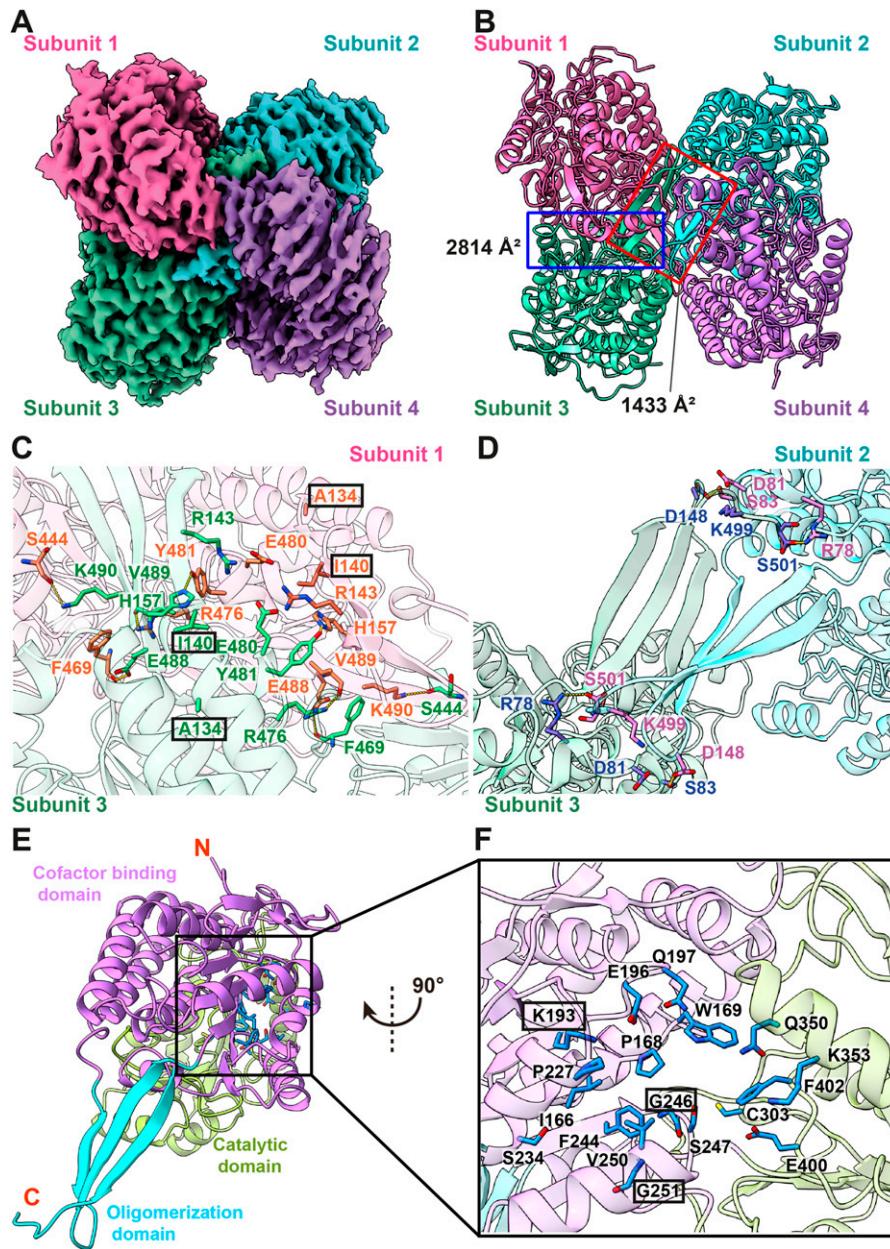 A
Subunit 1
Subunit 2
Subunit 3
Subunit 4
B
Subunit 1
Subunit 2
2814 Å²
Subunit 3
1433 Å²
Subunit 4
C
Subunit 1
A134
R143
S444
Y481
E480
I140
K490
V489
R143
H157
R476
H157
I140
E480
F469
E488
Y481
V489
E488
K490
S444
A134
R476
F469
Subunit 3
D
Subunit 2
D81
S83
D148
K499
R78
S501
S501
R78
K499
D148
D81
S83
Subunit 3
E
N
Cofactor binding
domain
90°
Catalytic
domain
C
Oligomerization
domain
F
Q197
E196
K193
W169
Q350
P168
K353
P227
F402
G246
C303
I166
F244
S234
S247
V250
E400
G251